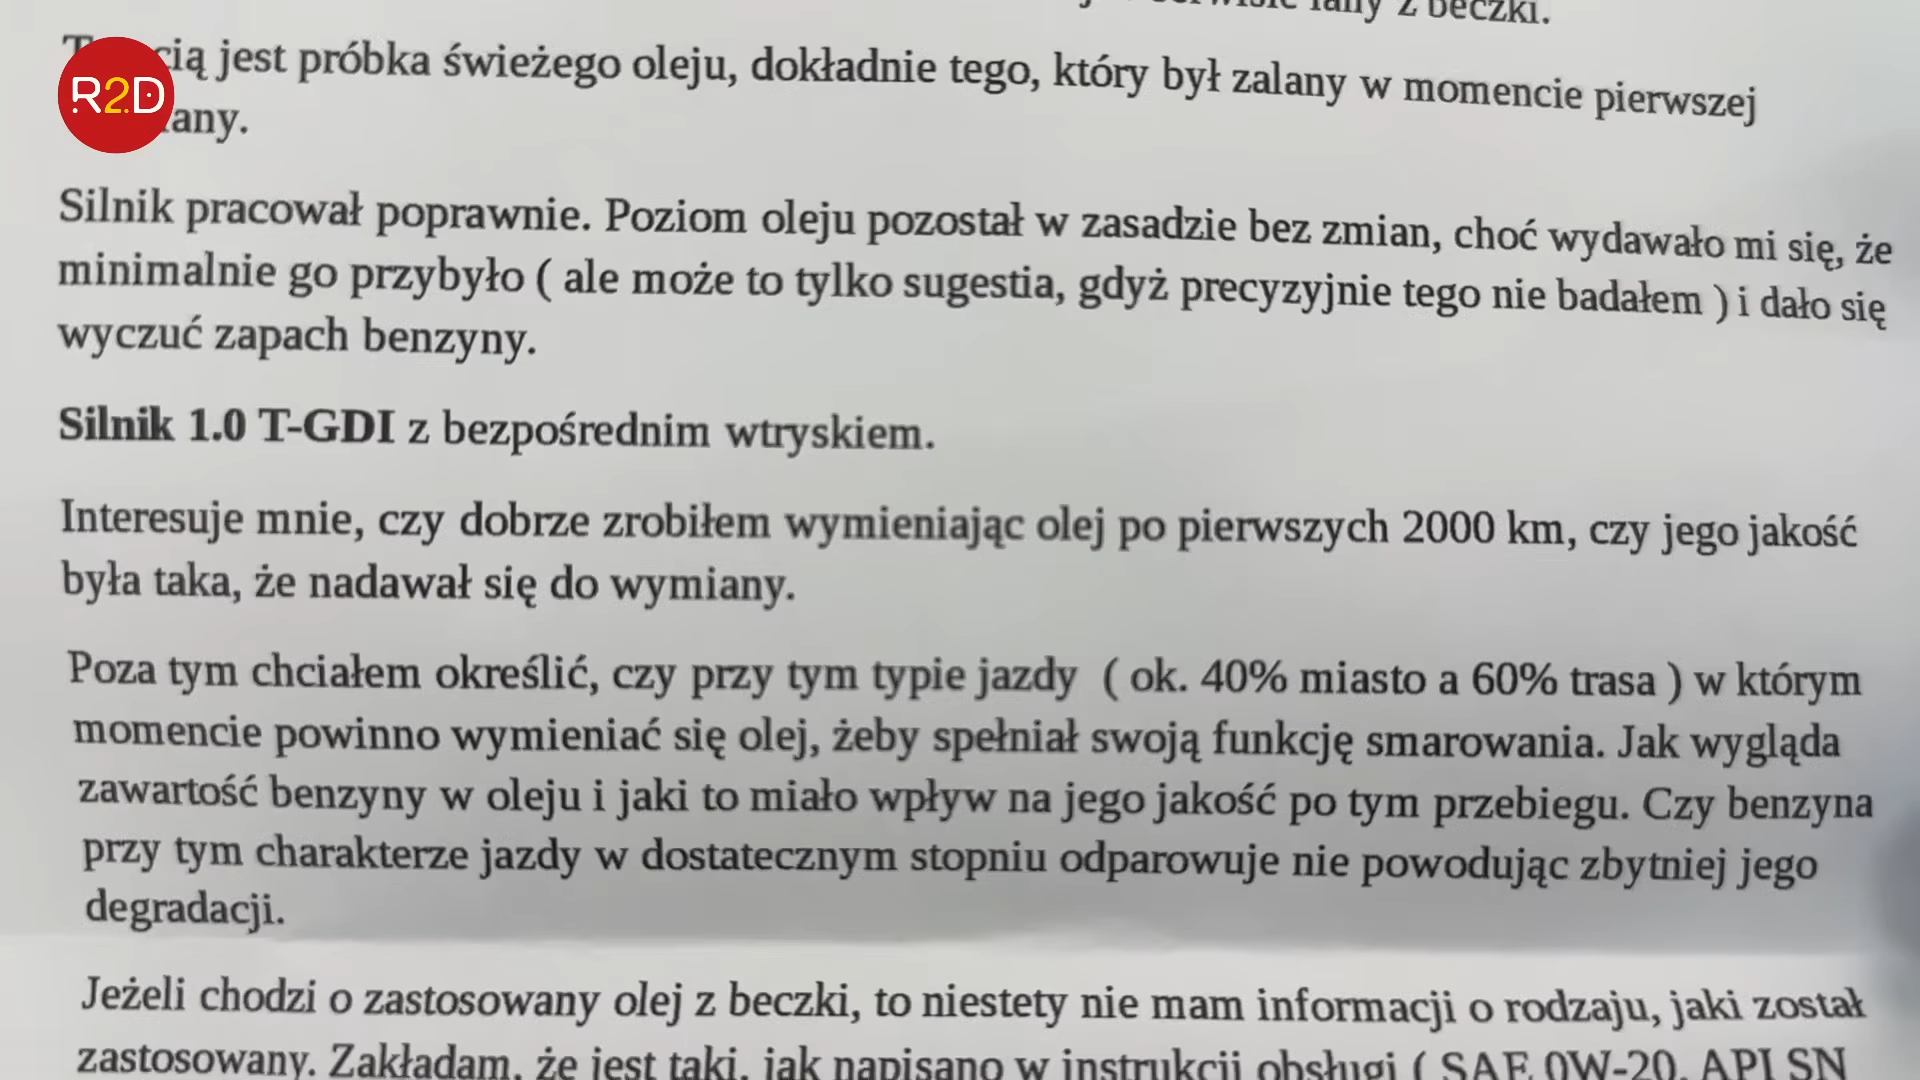 z beczki.
jest próbka świeżego oleju, dokładnie tego, który był zalany w momencie pierwszej
R2D
Silnik pracował poprawnie. Poziom oleju pozostał w zasadzie bez zmian, choć wydawało mi się, że
minimalnie go przybyło ( ale może to tylko sugestia, gdyż precyzyjnie tego nie badałem ) i dało się
wyczuć zapach benzyny.
Silnik 1.0 T-GDI z bezpośrednim wtryskiem.
Interesuje mnie, czy dobrze zrobiłem wymieniając olej po pierwszych 2000 km, czy jego jakość
była taka, że nadawał się do wymiany.
Poza tym chciałem określić, czy przy tym typie jazdy ( ok. 40% miasto a 60% trasa ) w którym
momencie powinno wymieniać się olej, żeby spełniał swoją funkcję smarowania. Jak wygląda
zawartość benzyny w oleju i jaki to miało wpływ na jego jakość po tym przebiegu. Czy benzyna
przy tym charakterze jazdy w dostatecznym stopniu odparowuje nie powodując zbytniej jego
degradacji.
Jeżeli chodzi o zastosowany olej z beczki, to niestety nie mam informacji o rodzaju, jaki został
zastosowany. Zakładam, że jest taki, jak napisano w instrukcji obsługi ( SAE 0W-20, API SN